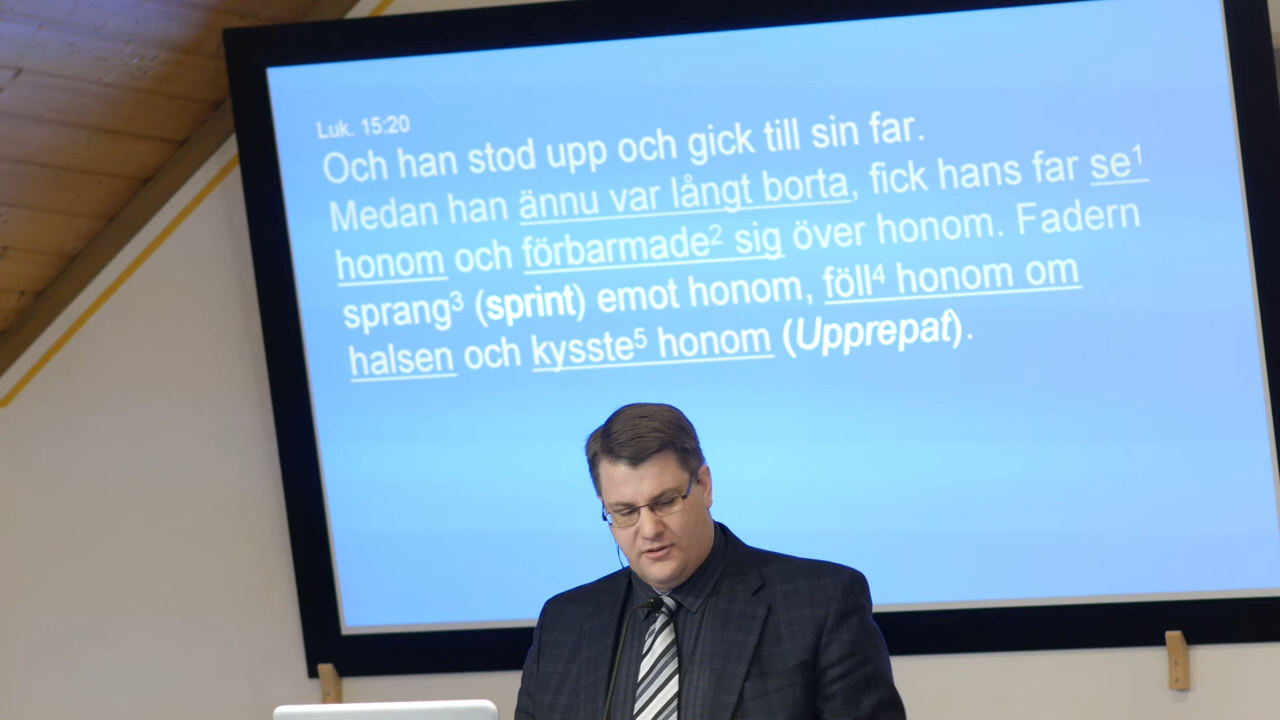 Luk. 15:20
Och han stod upp och gick till sin far.
Medan han ännu var långt borta, fick hans far se¹
honom och förbarmade² sig över honom. Fadern
sprang³ (sprint) emot honom, föll⁴ honom om
halsen och kysste⁵ honom (Upprepat).